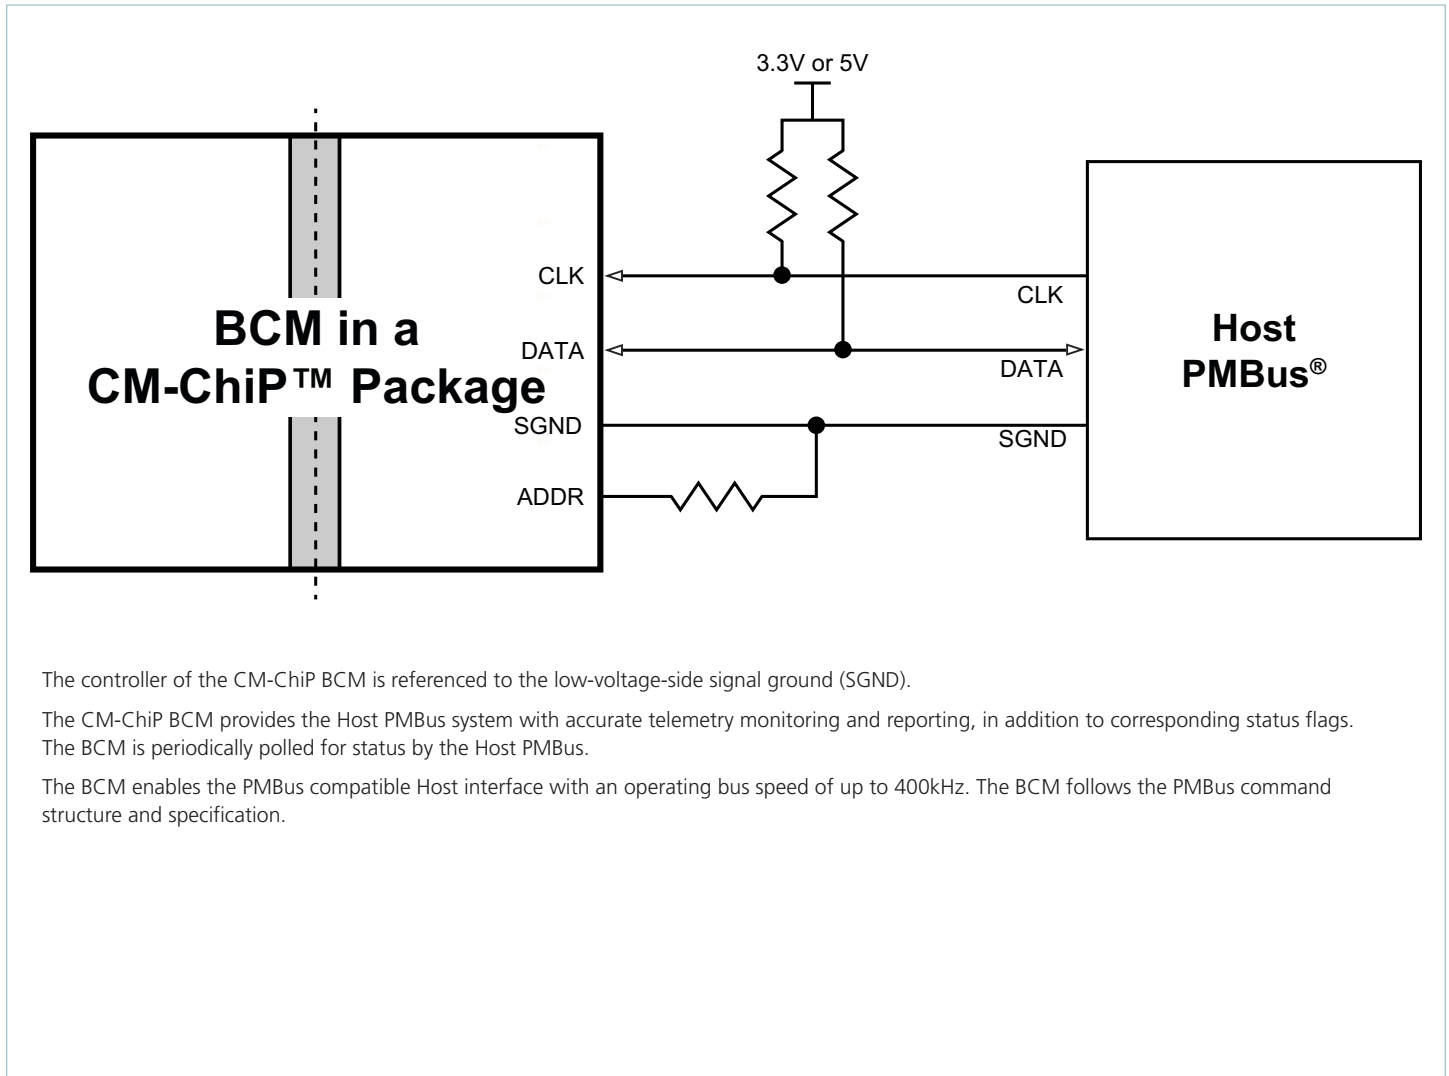 3.3V or 5V
CLK
CLK
BCM in a
CM-ChiP™ Package
DATA
DATA
Host
PMBus®
SGND
SGND
ADDR
The controller of the CM-ChiP BCM is referenced to the low-voltage-side signal ground (SGND).
The CM-ChiP BCM provides the Host PMBus system with accurate telemetry monitoring and reporting, in addition to corresponding status flags.
The BCM is periodically polled for status by the Host PMBus.
The BCM enables the PMBus compatible Host interface with an operating bus speed of up to 400kHz. The BCM follows the PMBus command
structure and specification.